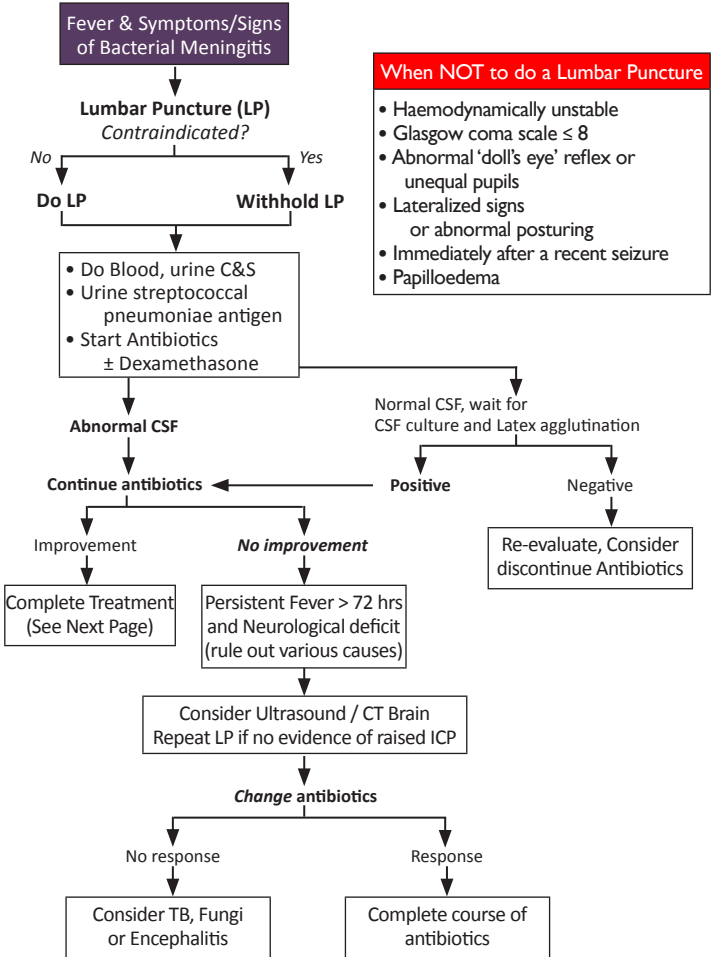 Fever & Symptoms/Signs
of Bacterial Meningitis
Lumbar Puncture (LP)
Contraindicated?
No
Yes
Do LP
Withhold LP
When NOT to do a Lumbar Puncture
• Haemodynamically unstable
• Glasgow coma scale ≤ 8
• Abnormal ‘doll’s eye’ reflex or
unequal pupils
• Lateralized signs
or abnormal posturing
• Immediately after a recent seizure
• Papilloedema
• Do Blood, urine C&S
• Urine streptococcal
pneumoniae antigen
• Start Antibiotics
± Dexamethasone
Abnormal CSF
Normal CSF, wait for
CSF culture and Latex agglutination
Continue antibiotics
Positive
Negative
Improvement
No improvement
Re-evaluate, Consider
discontinue Antibiotics
Complete Treatment
(See Next Page)
Persistent Fever > 72 hrs
and Neurological deficit
(rule out various causes)
Consider Ultrasound / CT Brain
Repeat LP if no evidence of raised ICP
Change antibiotics
No response
Response
Consider TB, Fungi
or Encephalitis
Complete course of
antibiotics